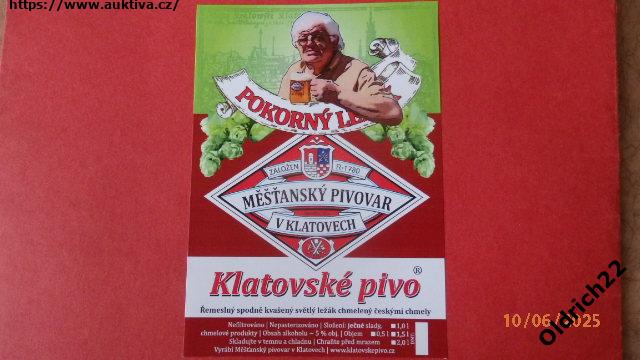 https://www.auktiva.cz/
POKORNÝ
ZALOŽEN R-1780
MĚŠŤANSKÝ PIVOVAR
V KLATOVECH
Klatovské pivo®
Řemeslný spodně kvašený světlý ležák chmelený českými chmely
Nefiltrováno | Nepasterizováno | Složení: ječné slady, 1,0 l
chmelové produkty | Obsah alkoholu ~ 5 % obj. | Objem 0,5 l 1,5 l
Skladujte v temnu a chladnu | Chraňte před mrazem 2,0 l
Vyrábí Měšťanský pivovar v Klatovech | www.klatovskepivo.cz
10/06/2025
Oldrich22